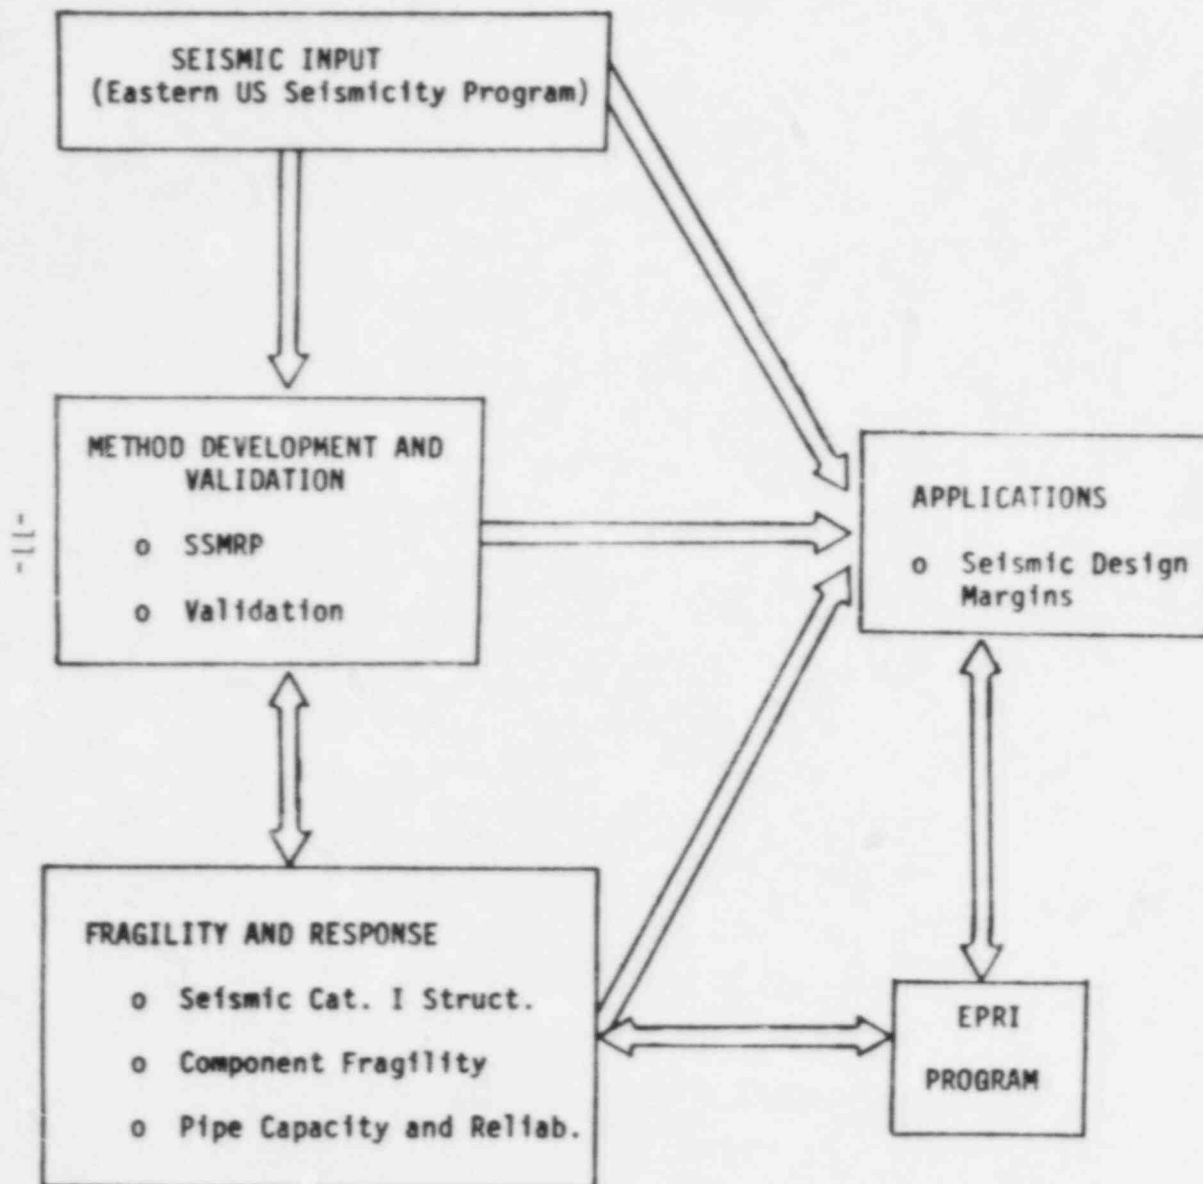 SEISMIC INPUT
(Eastern US Seismicity Program)
METHOD DEVELOPMENT AND
VALIDATION
o SSMRP
o Validation
-11-
APPLICATIONS
o Seismic Design
Margins
FRAGILITY AND RESPONSE
o Seismic Cat. I Struct.
o Component Fragility
o Pipe Capacity and Reliab.
EPRI
PROGRAM